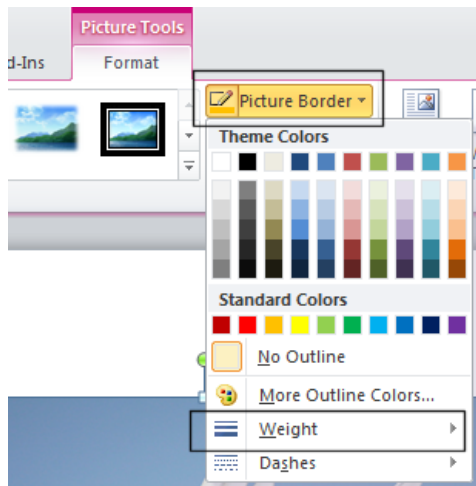 Picture Tools
d-Ins
Format
Picture Border
Theme Colors
Standard Colors
No Outline
More Outline Colors...
Weight
Dashes